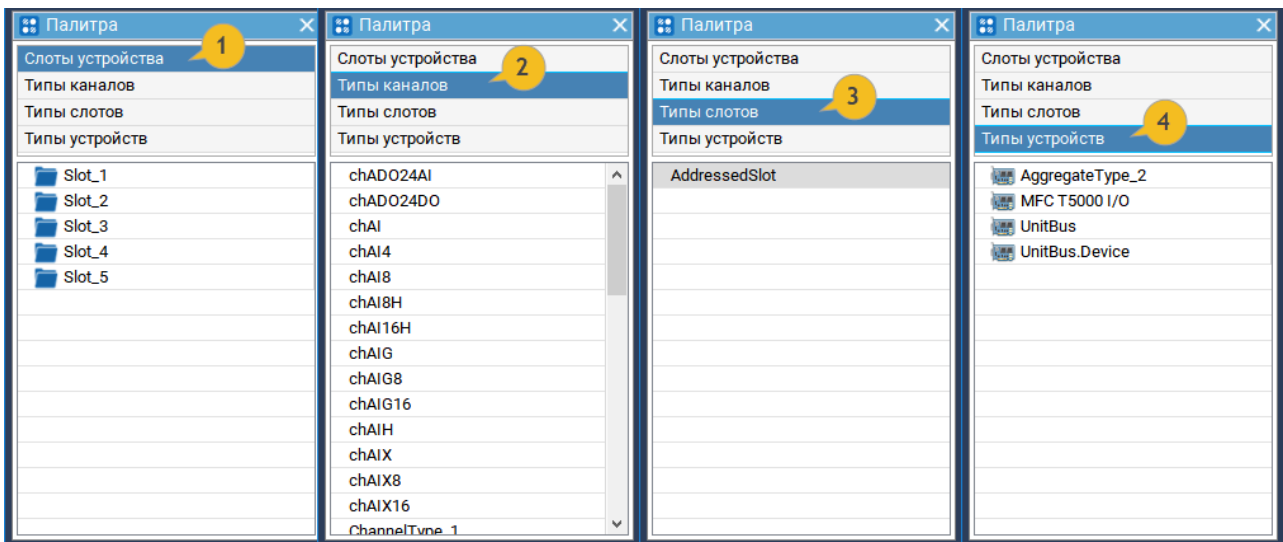 Палитра
Слоты устройства
1
Типы каналов
Типы слотов
Типы устройств
Slot_1
Slot_2
Slot_3
Slot_4
Slot_5
Палитра
Слоты устройства
2
Типы каналов
Типы слотов
Типы устройств
chADO24AI
chADO24DO
chAI
chAI4
chAI8
chAI8H
chAI16H
chAIG
chAIG8
chAIG16
chAIH
chAIX
chAIX8
chAIX16
ChannelType_1
Палитра
Слоты устройства
Типы каналов
3
Типы слотов
Типы устройств
AddressedSlot
Палитра
Слоты устройства
Типы каналов
Типы слотов
4
Типы устройств
AggregateType_2
MFC T5000 I/O
UnitBus
UnitBus.Device